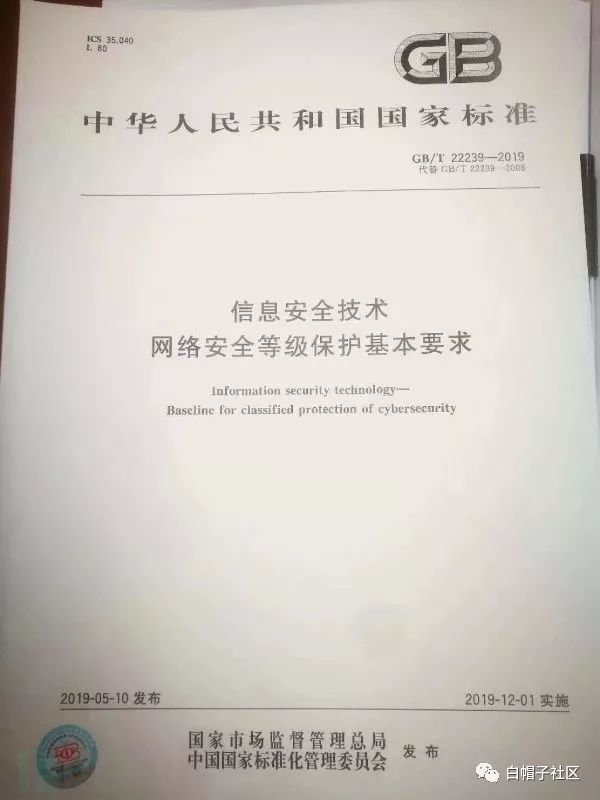 ICS 35.040
L 80
GB
中华人民共和国国家标准
GB/T 22239—2019
代替 GB/T 22239—2008
信息安全技术
网络安全等级保护基本要求
Information security technology—
Baseline for classified protection of cybersecurity
2019-05-10 发布
2019-12-01 实施
国家市场监督管理总局
中国国家标准化管理委员会
发布
白帽子社区